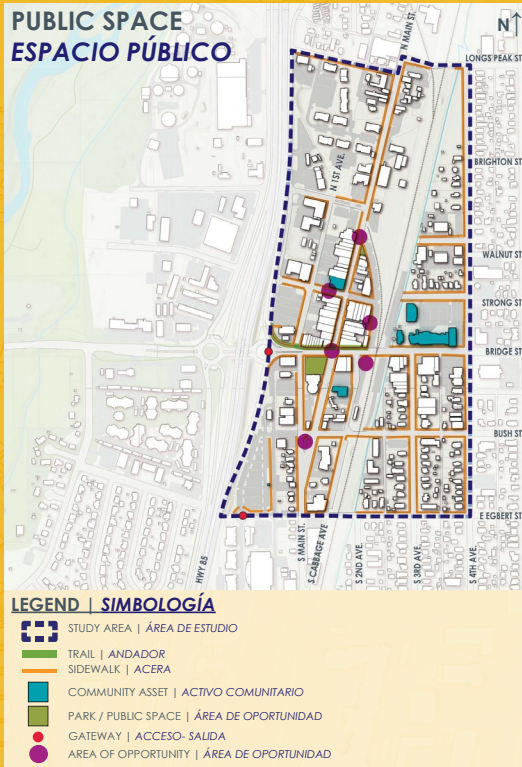 PUBLIC SPACE
ESPACIO PÚBLICO
N
N MAIN ST.
LONGS PEAK ST
N 1ST AVE.
BRIGHTON ST
WALNUT ST
STRONG ST
BRIDGE ST
BUSH ST
E EGBERT ST
HWY 85
S MAIN ST.
S CABBAGE AVE
S 2ND AVE.
S 3RD AVE.
S 4TH AVE.
LEGEND | SIMBOLOGÍA
STUDY AREA | ÁREA DE ESTUDIO
TRAIL | ANDADOR
SIDEWALK | ACERA
COMMUNITY ASSET | ACTIVO COMUNITARIO
PARK / PUBLIC SPACE | ÁREA DE OPORTUNIDAD
GATEWAY | ACCESO- SALIDA
AREA OF OPPORTUNITY | ÁREA DE OPORTUNIDAD